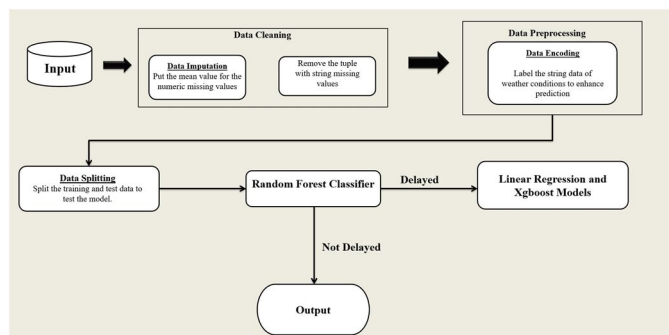 Data Cleaning
Data Preprocessing
Input
Data Imputation
Put the mean value for the
numeric missing values
Remove the tuple
with string missing
values
Data Encoding
Label the string data of
weather conditions to enhance
prediction
Data Splitting
Split the training and test data to
test the model.
Random Forest Classifier
Delayed
Linear Regression and
Xgboost Models
Not Delayed
Output